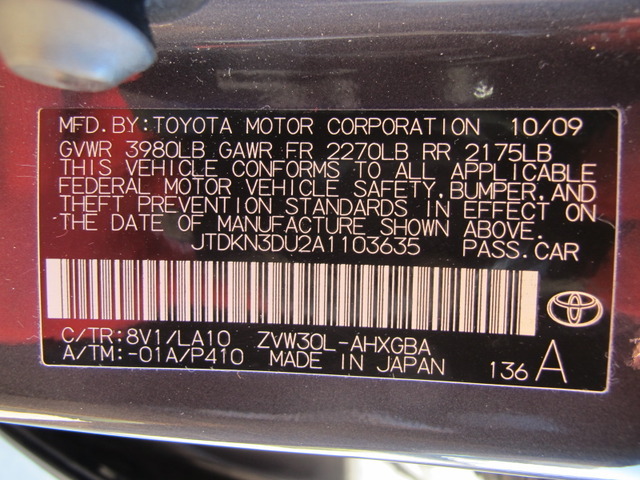 MFD. BY: TOYOTA MOTOR CORPORATION 10/09
GVWR 3980LB GAWR FR 2270LB RR 2175LB
THIS VEHICLE CONFORMS TO ALL APPLICABLE
FEDERAL MOTOR VEHICLE SAFETY, BUMPER, AND
THEFT PREVENTION STANDARDS IN EFFECT ON
THE DATE OF MANUFACTURE SHOWN ABOVE.
JTDKN3DU2A1103635 PASS. CAR
C/TR: 8V1/LA10 ZVW30L-AHXGBA
A/TM: -01A/P410 MADE IN JAPAN 136 A